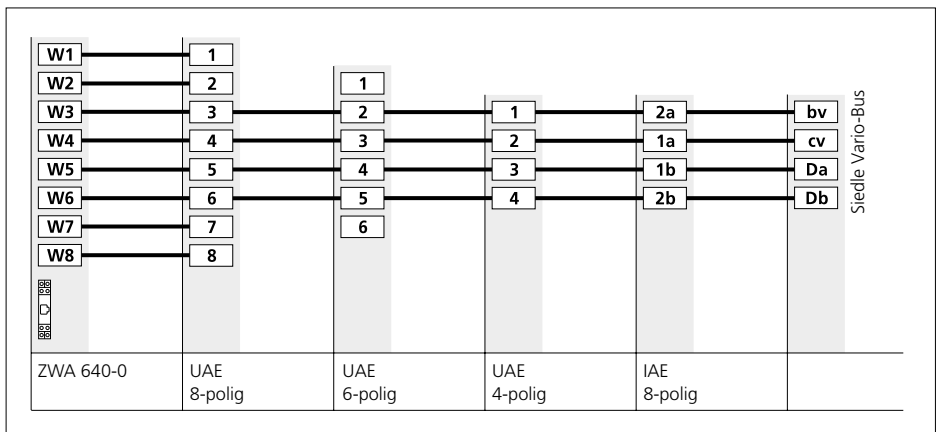 W1 1
W2 2 1
W3 3 2 1 2a bv
W4 4 3 2 1a cv
W5 5 4 3 1b Da
W6 6 5 4 2b Db
W7 7 6
W8 8
Siedle Vario-Bus
ZWA 640-0 UAE UAE UAE IAE
8-polig 6-polig 4-polig 8-polig